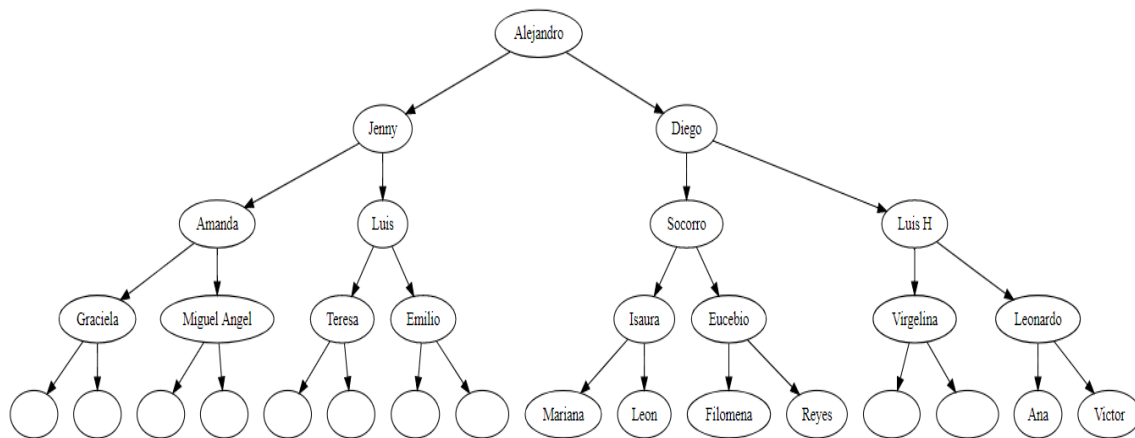 Alejandro
Jenny
Diego
Amanda
Luis
Socorro
Luis H
Graciela
Miguel Angel
Teresa
Emilio
Isaura
Eucebio
Virgelina
Leonardo
Mariana
Leon
Filomena
Reyes
Ana
Victor